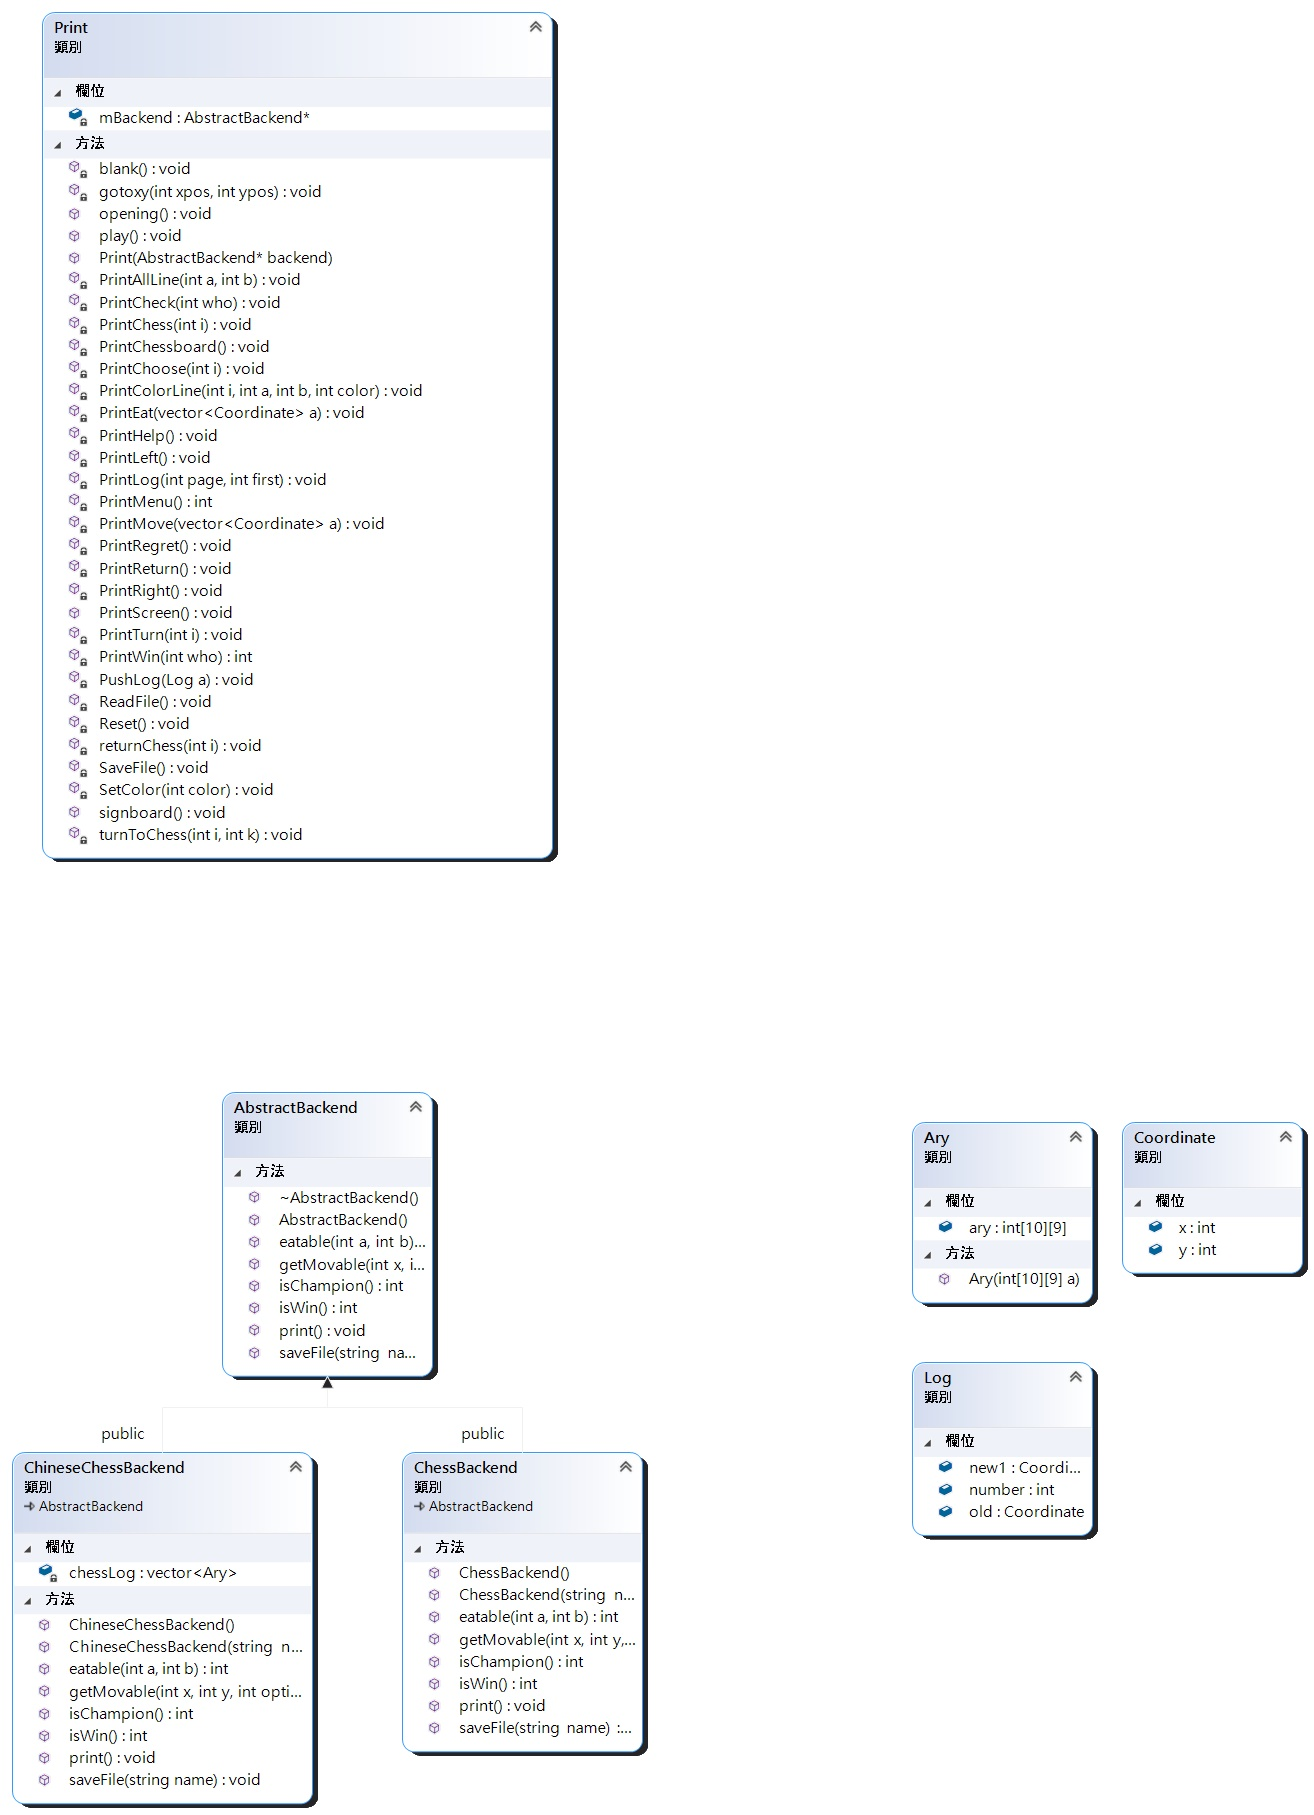 Print
類別
欄位
mBackend : AbstractBackend*
方法
blank() : void
gotoxy(int xpos, int ypos) : void
opening() : void
play() : void
Print(AbstractBackend* backend)
PrintAllLine(int a, int b) : void
PrintCheck(int who) : void
PrintChess(int i) : void
PrintChessboard() : void
PrintChoose(int i) : void
PrintColorLine(int i, int a, int b, int color) : void
PrintEat(vector<Coordinate> a) : void
PrintHelp() : void
PrintLeft() : void
PrintLog(int page, int first) : void
PrintMenu() : int
PrintMove(vector<Coordinate> a) : void
PrintRegret() : void
PrintReturn() : void
PrintRight() : void
PrintScreen() : void
PrintTurn(int i) : void
PrintWin(int who) : int
PushLog(Log a) : void
ReadFile() : void
Reset() : void
returnChess(int i) : void
SaveFile() : void
SetColor(int color) : void
signboard() : void
turnToChess(int i, int k) : void
AbstractBackend
類別
方法
~AbstractBackend()
AbstractBackend()
eatable(int a, int b)...
getMovable(int x, i...
isChampion() : int
isWin() : int
print() : void
saveFile(string na...
Ary
類別
欄位
ary : int[10][9]
方法
Ary(int[10][9] a)
Coordinate
類別
欄位
x : int
y : int
Log
類別
欄位
new1 : Coordi...
number : int
old : Coordinate
public
public
ChineseChessBackend
類別
AbstractBackend
欄位
chessLog : vector<Ary>
方法
ChineseChessBackend()
ChineseChessBackend(string n...
eatable(int a, int b) : int
getMovable(int x, int y, int opti...
isChampion() : int
isWin() : int
print() : void
saveFile(string name) : void
ChessBackend
類別
AbstractBackend
方法
ChessBackend()
ChessBackend(string n...
eatable(int a, int b) : int
getMovable(int x, int y,...
isChampion() : int
isWin() : int
print() : void
saveFile(string name) :...